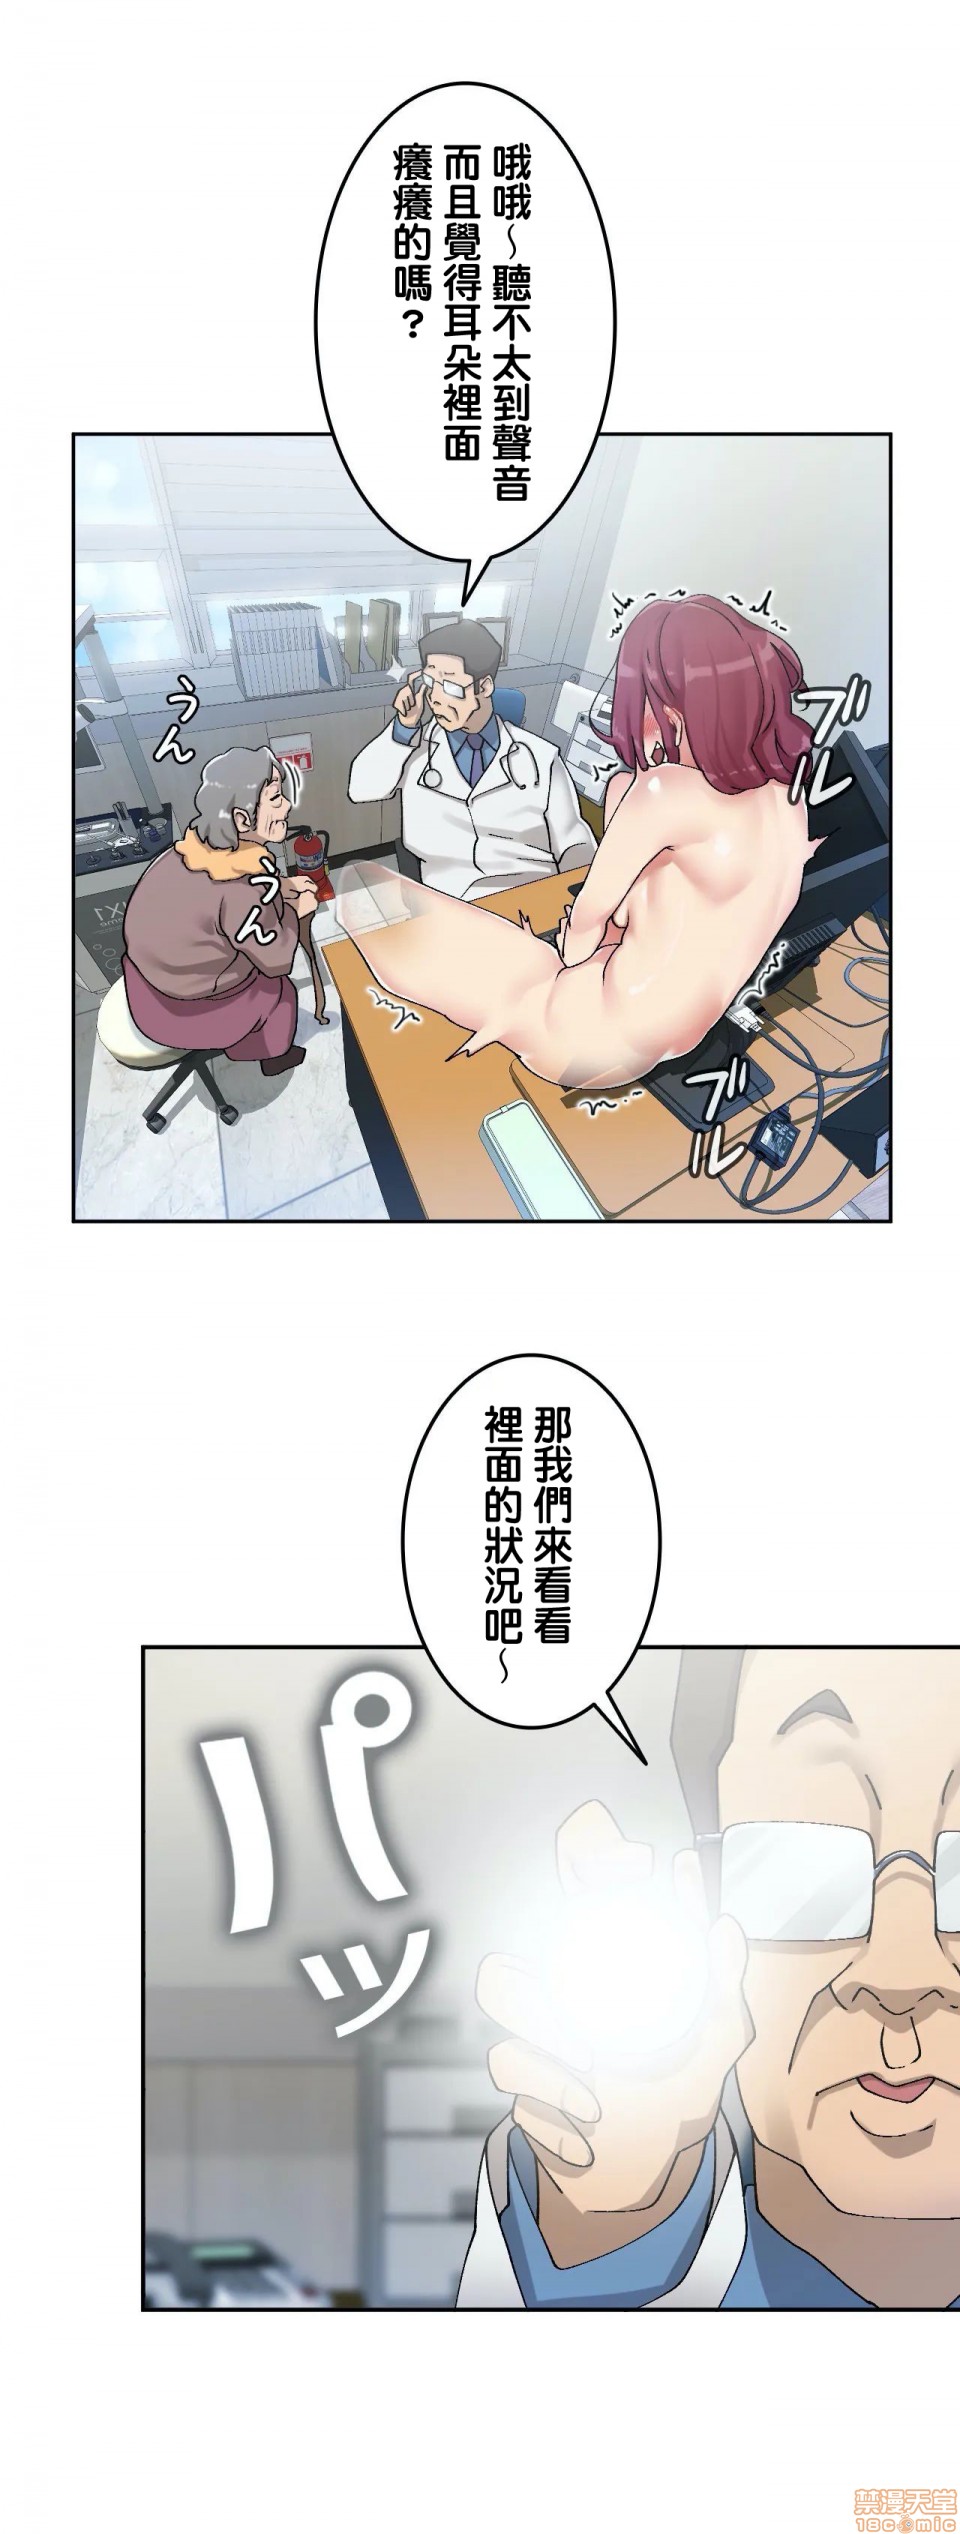 哦哦～聽不太到聲音
而且覺得耳朵裡面
癢癢的嗎？
うん
うん
ブル
ブル
那我們來看看
裡面的狀況吧～
パッ
禁漫天堂
18comic